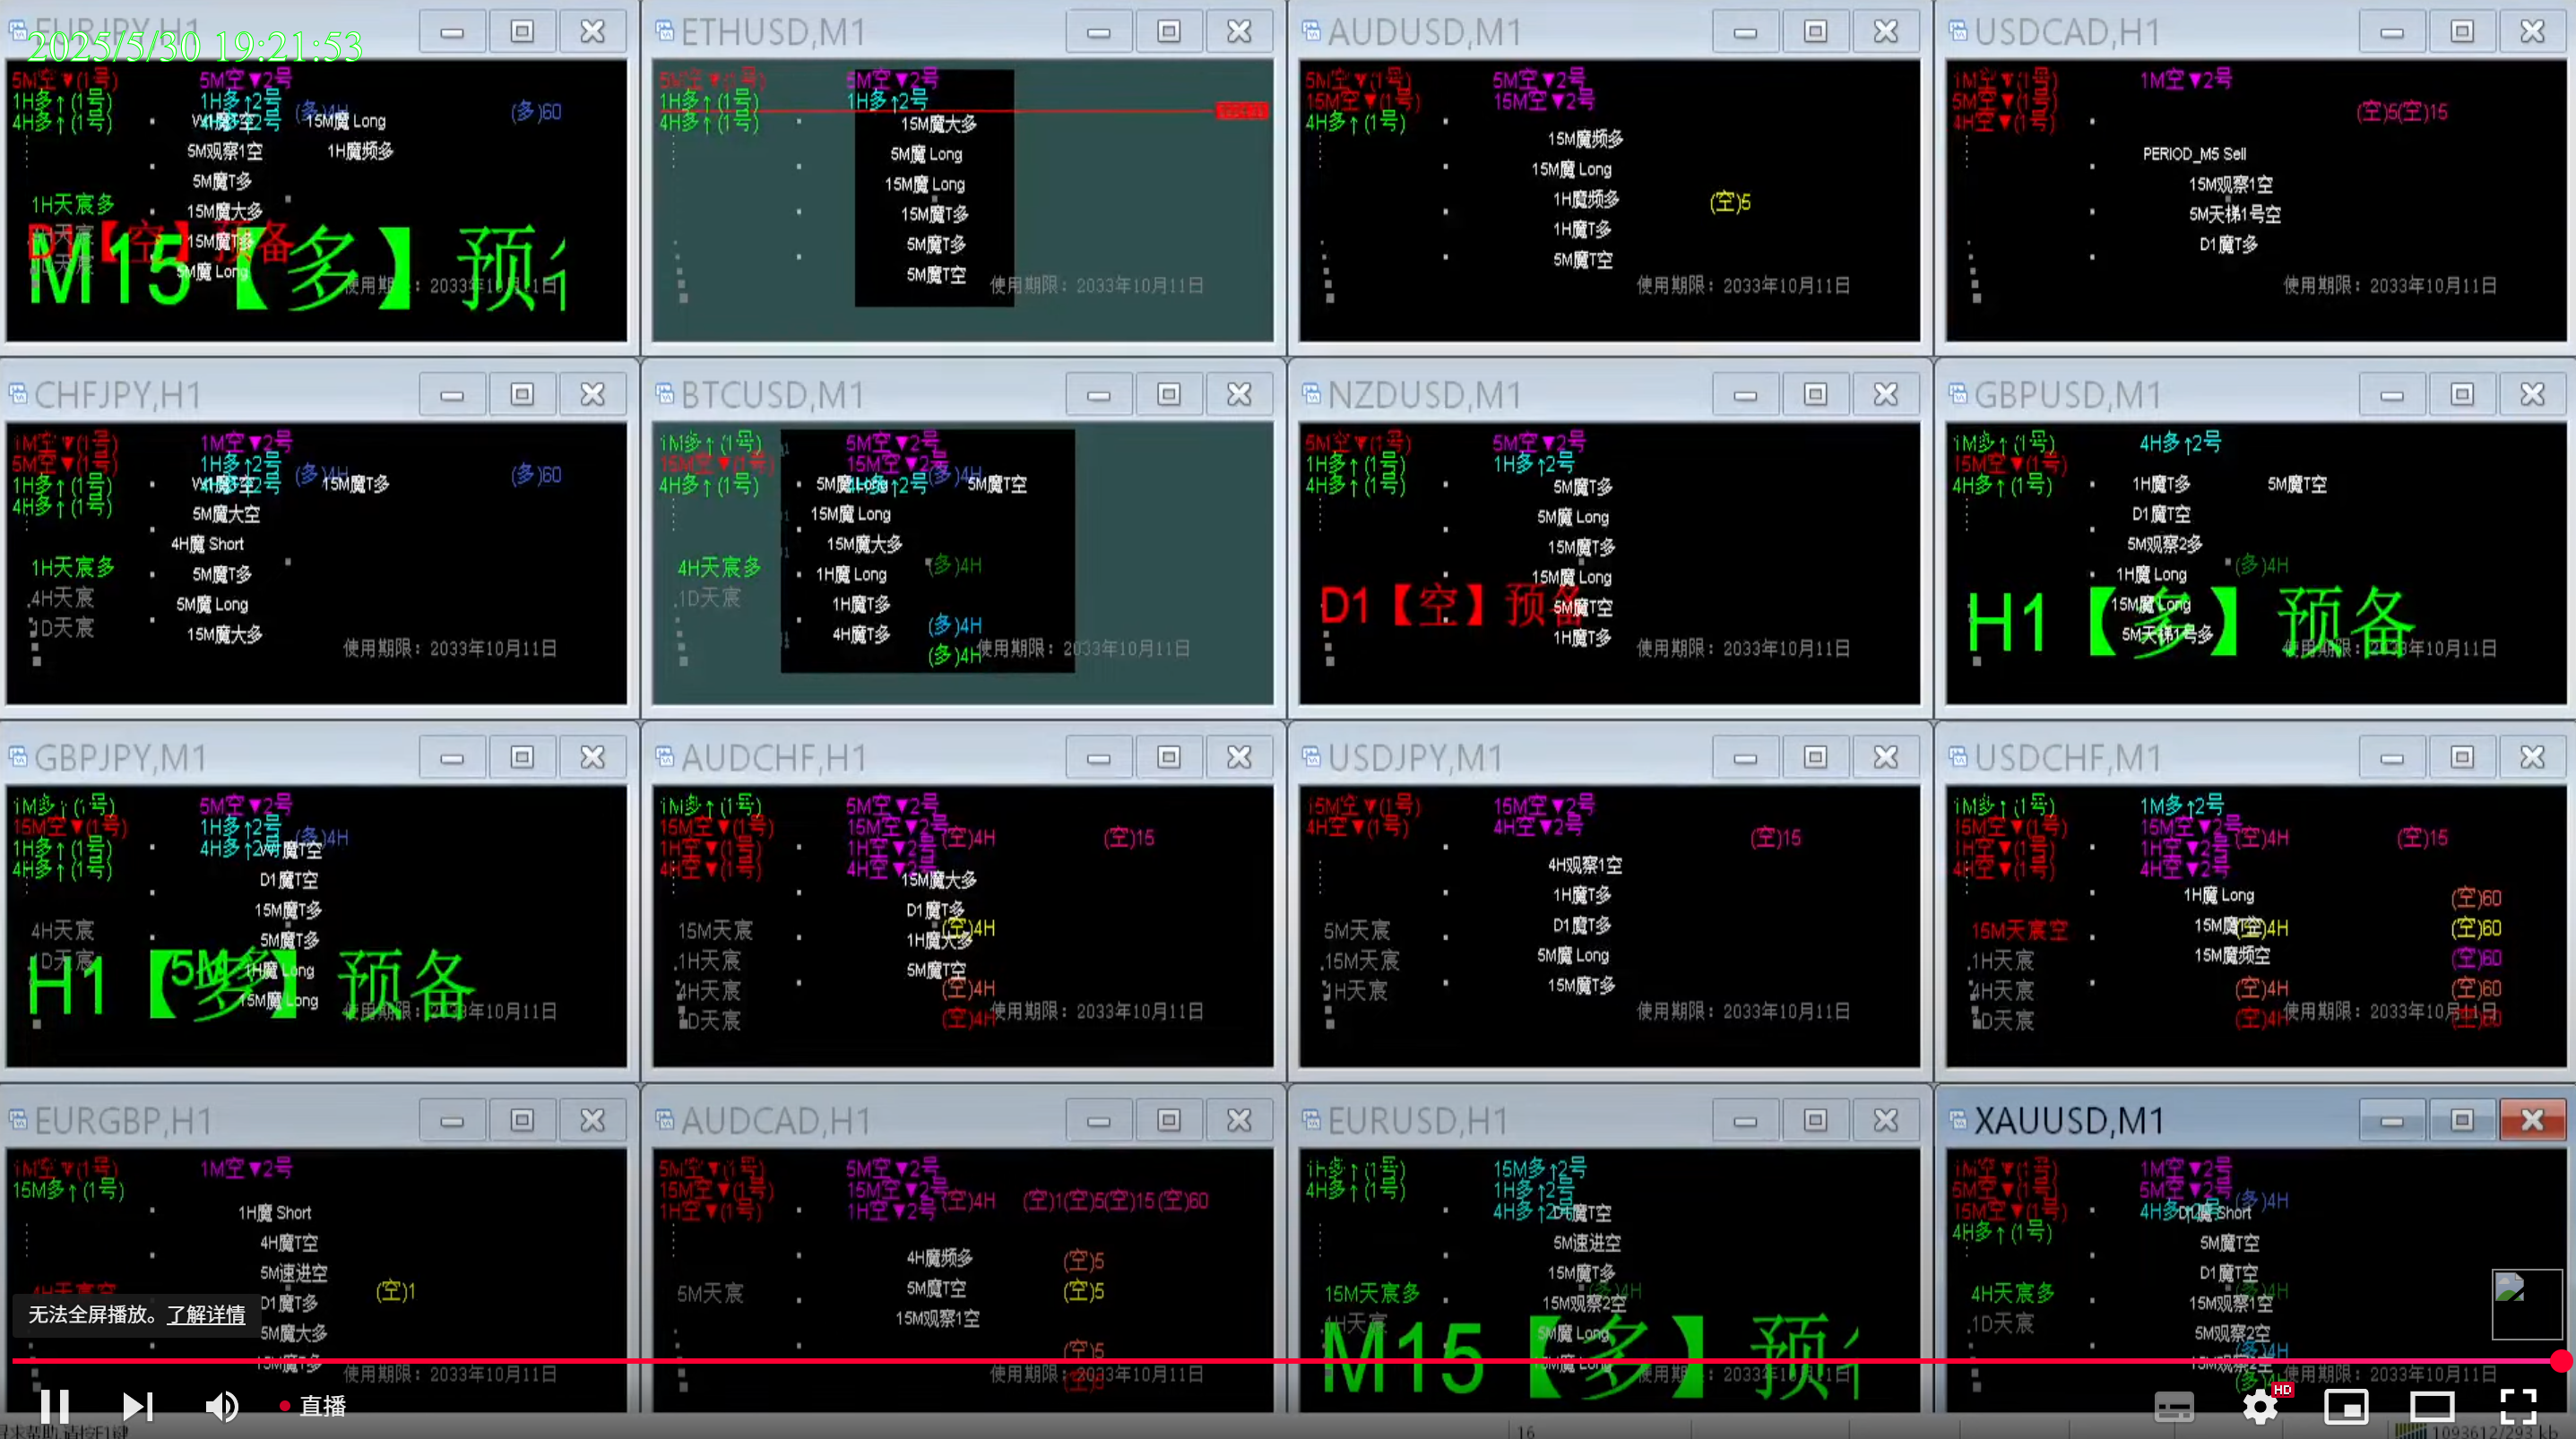 EURJPY,H1
2025/5/30 19:21:53
5M空▼(1号)
1H多↑(1号)
4H多↑(1号)
5M空▼2号
1H多↑2号
(多)4H
(多)60
15M魔 Long
5M观察1空
1H魔频多
5M魔T多
15M魔大多
1H天宸多
15M魔T多
5M魔 Long
D1【空】预备
M15【多】预
使用期限：2033年10月11日
ETHUSD,M1
5M空▼(1号)
1H多↑(1号)
4H多↑(1号)
5M空▼2号
1H多↑2号
15M魔大多
5M魔 Long
15M魔 Long
15M魔T多
5M魔T多
5M魔T空
使用期限：2033年10月11日
AUDUSD,M1
5M空▼(1号)
15M空▼(1号)
4H多↑(1号)
5M空▼2号
15M空▼2号
15M魔频多
15M魔 Long
1H魔频多
1H魔T多
5M魔T空
(空)5
使用期限：2033年10月11日
USDCAD,H1
1M空▼(1号)
5M空▼(1号)
4H空▼(1号)
1M空▼2号
(空)5(空)15
PERIOD_M5 Sell
15M观察1空
5M天梯1号空
D1魔T多
使用期限：2033年10月11日
CHFJPY,H1
1M空▼(1号)
5M空▼(1号)
1H多↑(1号)
4H多↑(1号)
1M空▼2号
1H多↑2号
(多)4H
(多)60
15M魔T多
5M魔大空
4H魔 Short
5M魔T多
5M魔 Long
15M魔大多
1H天宸多
4H天宸
1D天宸
使用期限：2033年10月11日
BTCUSD,M1
1M多↑(1号)
15M空▼(1号)
4H多↑(1号)
5M空▼2号
15M空▼2号
4H多↑2号
(多)4H
5M魔 Long
5M魔T空
15M魔 Long
15M魔大多
1H魔 Long
1H魔T多
4H魔T多
(多)4H
(多)4H
(多)4H
4H天宸多
1D天宸
使用期限：2033年10月11日
NZDUSD,M1
5M空▼(1号)
1H多↑(1号)
4H多↑(1号)
5M空▼2号
1H多↑2号
5M魔T多
5M魔 Long
15M魔T多
15M魔 Long
5M魔T空
1H魔T多
D1【空】预备
使用期限：2033年10月11日
GBPUSD,M1
1M多↑(1号)
15M空▼(1号)
4H多↑(1号)
4H多↑2号
1H魔T多
5M魔T空
D1魔T空
5M观察2多
1H魔 Long
(多)4H
15M魔 Long
5M天梯1号多
H1【多】预备
使用期限：2033年10月11日
GBPJPY,M1
1M多↑(1号)
15M空▼(1号)
1H多↑(1号)
4H多↑(1号)
5M空▼2号
1H多↑2号
4H多↑2号
(多)4H
D1魔T空
15M魔T多
5M魔T多
1H魔 Long
15M魔 Long
4H天宸
1D天宸
H1【多】预备
使用期限：2033年10月11日
AUDCHF,H1
1M多↑(1号)
15M空▼(1号)
1H空▼(1号)
4H空▼(1号)
5M空▼2号
15M空▼2号
1H空▼2号
4H空▼2号
(空)4H
(空)15
15M魔大多
D1魔T多
(空)4H
1H魔大多
5M魔T空
(空)4H
(空)4H
15M天宸
1H天宸
4H天宸
1D天宸
使用期限：2033年10月11日
USDJPY,M1
15M空▼(1号)
4H空▼(1号)
15M空▼2号
4H空▼2号
(空)15
4H观察1空
1H魔T多
D1魔T多
5M魔 Long
15M魔T多
5M天宸
15M天宸
1H天宸
使用期限：2033年10月11日
USDCHF,M1
1M多↑(1号)
15M空▼(1号)
1H空▼(1号)
4H空▼(1号)
1M多↑2号
15M空▼2号
1H空▼2号
4H空▼2号
(空)4H
(空)15
1H魔 Long
(空)60
(空)4H
(空)60
15M魔频空
(空)60
(空)4H
(空)60
(空)4H
(空)60
15M天宸空
1H天宸
4H天宸
1D天宸
使用期限：2033年10月11日
EURGBP,H1
1M空▼(1号)
15M多↑(1号)
1M空▼2号
1H魔 Short
4H魔T空
5M速进空
(空)1
D1魔T多
5M魔大多
15M魔T多
4H天宸空
使用期限：2033年10月11日
AUDCAD,H1
5M空▼(1号)
15M空▼(1号)
1H空▼(1号)
5M空▼2号
15M空▼2号
1H空▼2号
(空)4H
(空)1(空)5(空)15(空)60
4H魔频多
(空)5
5M魔T空
(空)5
15M观察1空
(空)5
5M天宸
使用期限：2033年10月11日
EURUSD,H1
4H多↑(1号)
15M多↑2号
1H多↑2号
4H多↑2号
5M速进空
15M魔T多
15M观察2空
5M魔 Long
15M天宸多
M15【多】预
使用期限：2033年10月11日
XAUUSD,M1
1M空▼(1号)
5M空▼(1号)
15M空▼(1号)
4H多↑(1号)
1M空▼2号
5M空▼2号
4H多↑2号
(多)4H
5M魔T空
D1魔T空
15M观察1空
5M观察2空
(多)4H
4H天宸多
1D天宸
使用期限：2033年10月11日
无法全屏播放。了解详情
直播
HD
16
1093612/293 kb